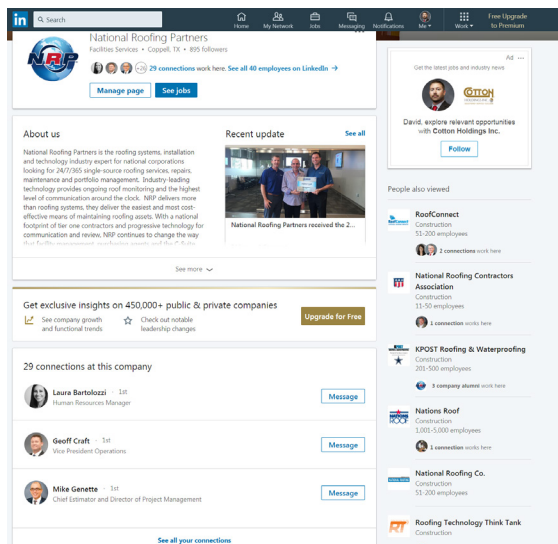 in
Search
Home
My Network
Jobs
Messaging
Notifications
Me
Work
Free Upgrade
to Premium
NRP
National Roofing Partners
Facilities Services • Coppell, TX • 895 followers
+26
29 connections work here. See all 40 employees on LinkedIn →
Manage page
See jobs
About us
National Roofing Partners is the roofing systems, installation
and technology industry expert for national corporations
looking for 24/7/365 single-source roofing services, repairs,
maintenance and portfolio management. Industry-leading
technology provides ongoing roof monitoring and the highest
level of communication around the clock. NRP delivers more
than roofing systems, they deliver the easiest and most cost-
effective means of maintaining roofing assets. With a national
footprint of tier one contractors and progressive technology for
communication and review, NRP continues to change the way
that facility management, purchasing agents and the C-Suite
Recent update
See all
National Roofing Partners received the 2...
See more
Get exclusive insights on 450,000+ public & private companies
See company growth
and functional trends
Check out notable
leadership changes
Upgrade for Free
29 connections at this company
Laura Bartolozzi · 1st
Human Resources Manager
Message
Geoff Craft · 1st
Vice President Operations
Message
Mike Genette · 1st
Chief Estimator and Director of Project Management
Message
See all your connections
Ad ...
Get the latest jobs and industry news
COTTON
David, explore relevant opportunities
with Cotton Holdings Inc.
Follow
People also viewed
RoofConnect
Construction
51-200 employees
2 connections work here
National Roofing Contractors
Association
Construction
11-50 employees
1 connection works here
KPOST Roofing & Waterproofing
Construction
201-500 employees
3 company alumni work here
NATIONS
ROOF
Nations Roof
Construction
1,001-5,000 employees
1 connection works here
National Roofing Co.
Construction
51-200 employees
RT
Roofing Technology Think Tank
Construction